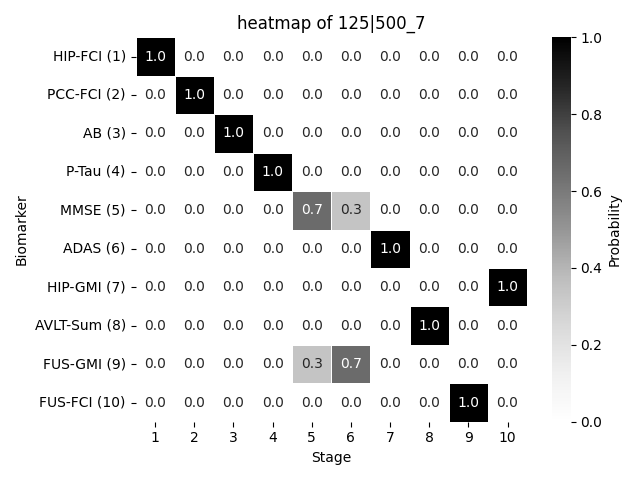 heatmap of 125|500_7
HIP-FCI (1) 1.0 0.0 0.0 0.0 0.0 0.0 0.0 0.0 0.0 0.0
PCC-FCI (2) 0.0 1.0 0.0 0.0 0.0 0.0 0.0 0.0 0.0 0.0
AB (3) 0.0 0.0 1.0 0.0 0.0 0.0 0.0 0.0 0.0 0.0
P-Tau (4) 0.0 0.0 0.0 1.0 0.0 0.0 0.0 0.0 0.0 0.0
MMSE (5) 0.0 0.0 0.0 0.0 0.7 0.3 0.0 0.0 0.0 0.0
ADAS (6) 0.0 0.0 0.0 0.0 0.0 0.0 1.0 0.0 0.0 0.0
HIP-GMI (7) 0.0 0.0 0.0 0.0 0.0 0.0 0.0 0.0 0.0 1.0
AVLT-Sum (8) 0.0 0.0 0.0 0.0 0.0 0.0 0.0 1.0 0.0 0.0
FUS-GMI (9) 0.0 0.0 0.0 0.0 0.3 0.7 0.0 0.0 0.0 0.0
FUS-FCI (10) 0.0 0.0 0.0 0.0 0.0 0.0 0.0 0.0 1.0 0.0
1 2 3 4 5 6 7 8 9 10
Stage
Biomarker
1.0
0.8
0.6
0.4
0.2
0.0
Probability